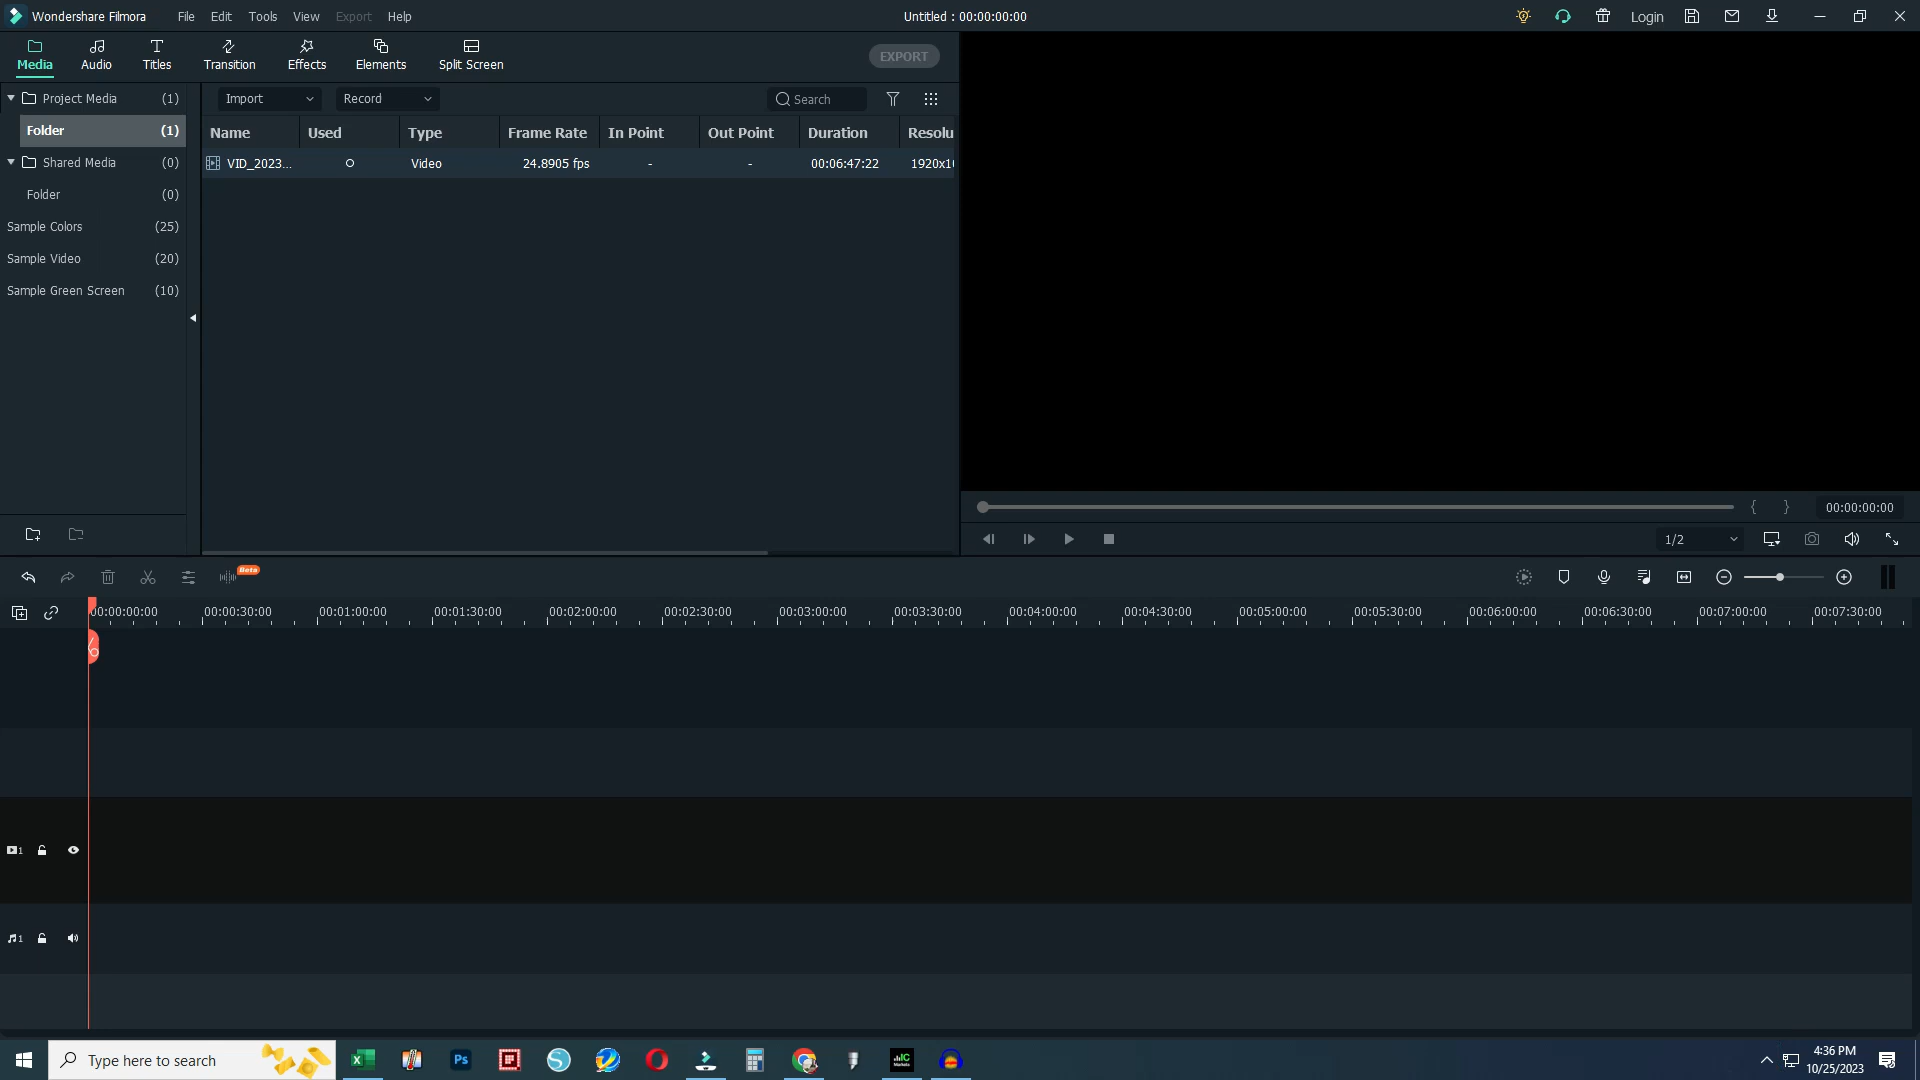 Wondershare Filmora File Edit Tools View Export Help Untitled : 00:00:00:00 Login
Media Audio Titles Transition Effects Elements Split Screen EXPORT
Project Media (1) Import Record Search
Folder (1) Name Used Type Frame Rate In Point Out Point Duration Resolu
Shared Media (0) VID_2023... Video 24.8905 fps - - 00:06:47:22 1920x10
Folder (0)
Sample Colors (25)
Sample Video (20)
Sample Green Screen (10)
{ } 00:00:00:00
1/2
Beta
00:00:00:00 00:00:30:00 00:01:00:00 00:01:30:00 00:02:00:00 00:02:30:00 00:03:00:00 00:03:30:00 00:04:00:00 00:04:30:00 00:05:00:00 00:05:30:00 00:06:00:00 00:06:30:00 00:07:00:00 00:07:30:00
1
1
Type here to search Ps IC Markets 4:36 PM
10/25/2023